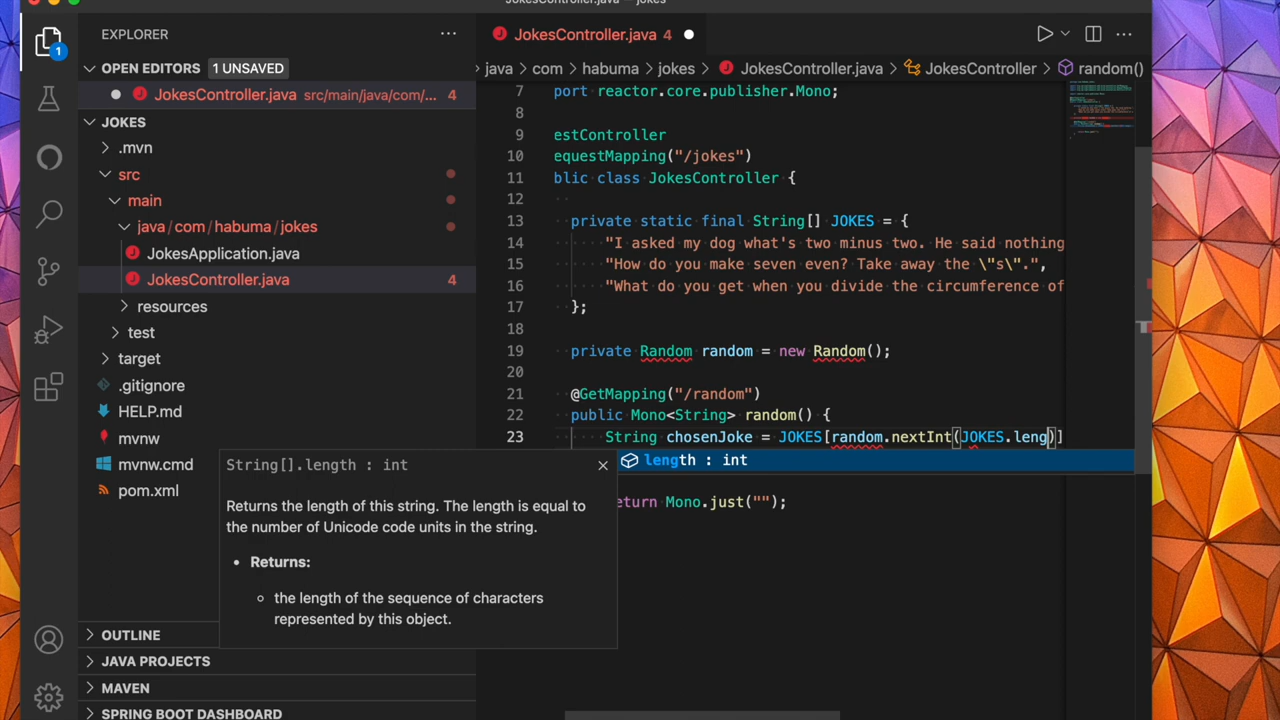 JokesController.java — jokes
EXPLORER
OPEN EDITORS 1 UNSAVED
JokesController.java src/main/java/com/... 4
JOKES
.mvn
src
main
java / com / habuma / jokes
JokesApplication.java
JokesController.java 4
resources
test
target
.gitignore
HELP.md
mvnw
mvnw.cmd
pom.xml
OUTLINE
JAVA PROJECTS
MAVEN
SPRING BOOT DASHBOARD
1
JokesController.java 4
java > com > habuma > jokes > JokesController.java > JokesController > random()
7 port reactor.core.publisher.Mono;
8
9 estController
10 equestMapping("/jokes")
11 blic class JokesController {
12
13 private static final String[] JOKES = {
14 "I asked my dog what's two minus two. He said nothing
15 "How do you make seven even? Take away the \"s\".",
16 "What do you get when you divide the circumference of
17 };
18
19 private Random random = new Random();
20
21 @GetMapping("/random")
22 public Mono<String> random() {
23 String chosenJoke = JOKES[random.nextInt(JOKES.leng)]
length : int
eturn Mono.just("");
String[].length : int
Returns the length of this string. The length is equal to
the number of Unicode code units in the string.
• Returns:
○ the length of the sequence of characters
represented by this object.